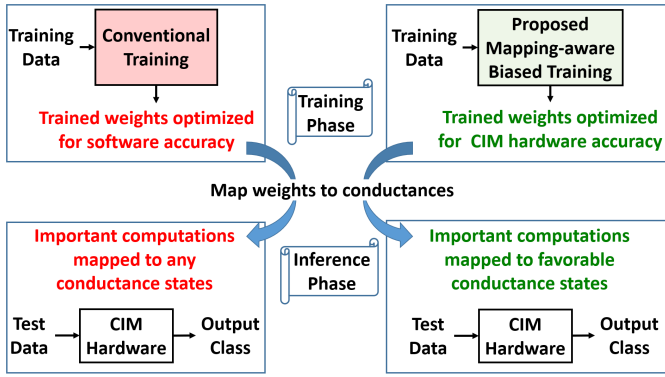 Training
Data
Conventional
Training
Trained weights optimized
for software accuracy
Training
Phase
Training
Data
Proposed
Mapping-aware
Biased Training
Trained weights optimized
for CIM hardware accuracy
Map weights to conductances
Important computations
mapped to any
conductance states
Test
Data
CIM
Hardware
Output
Class
Inference
Phase
Important computations
mapped to favorable
conductance states
Test
Data
CIM
Hardware
Output
Class